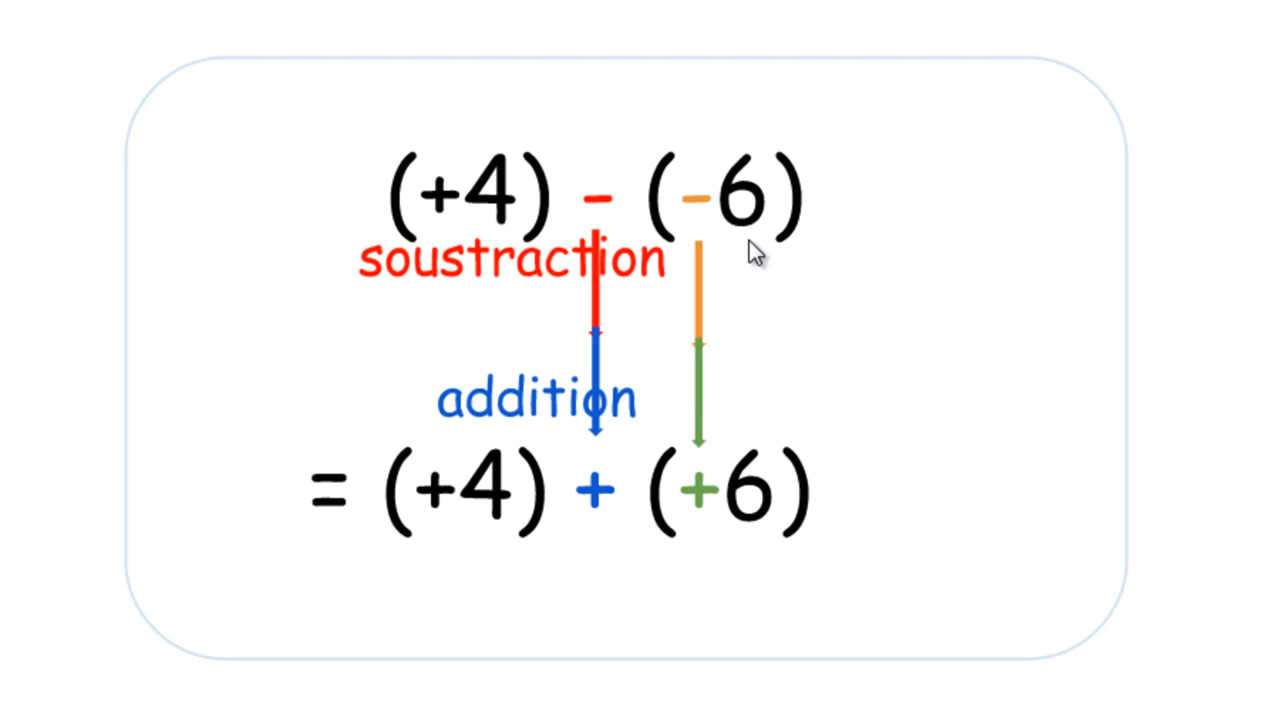 (+4) - (-6)
soustraction
addition
= (+4) + (+6)